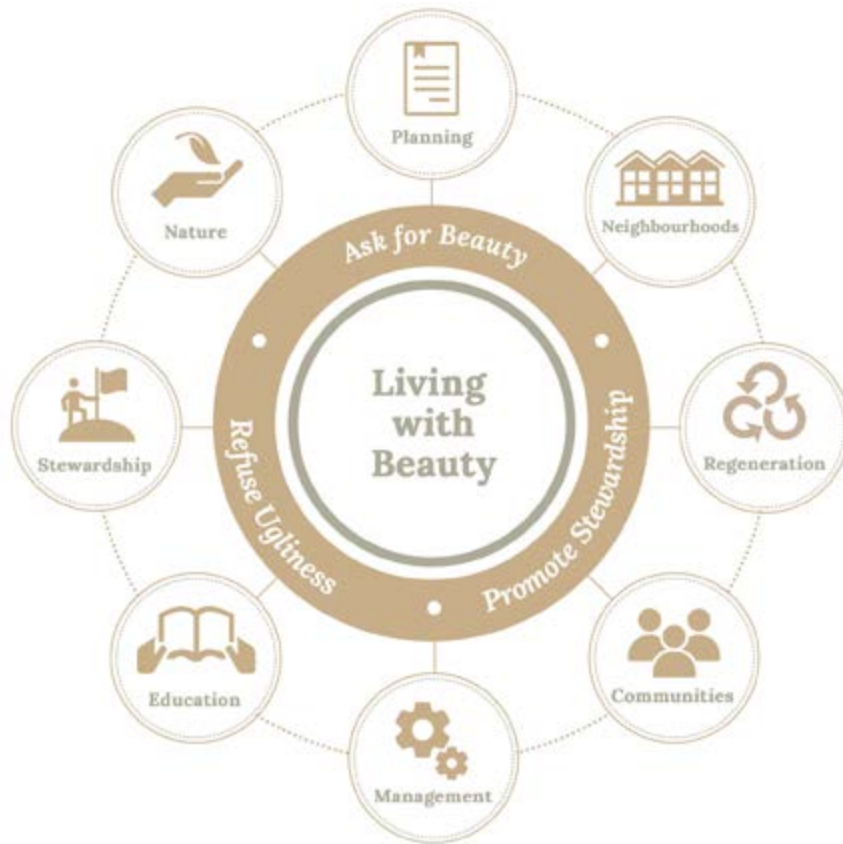 Planning
Neighbourhoods
Regeneration
Communities
Management
Education
Stewardship
Nature
Ask for Beauty
Promote Stewardship
Refuse Ugliness
Living
with
Beauty